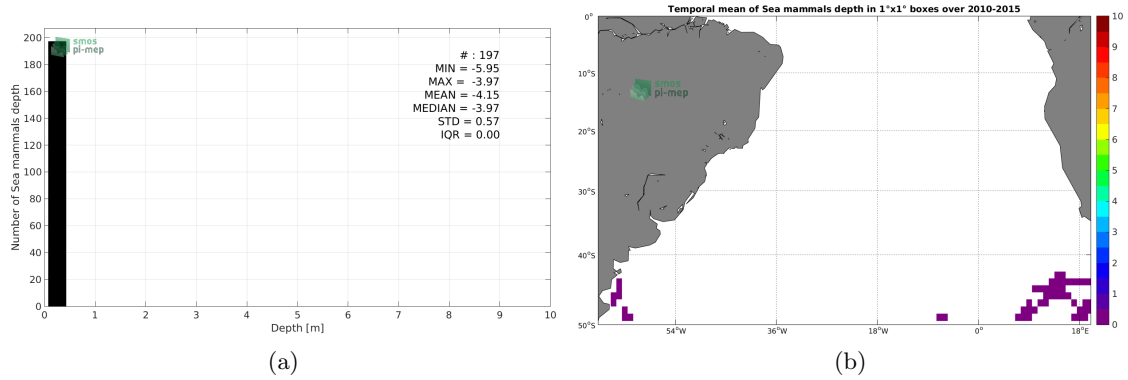 smos
pi-mep
# : 197
MIN = -5.95
MAX = -3.97
MEAN = -4.15
MEDIAN = -3.97
STD = 0.57
IQR = 0.00
Number of Sea mammals depth
200
180
160
140
120
100
80
60
40
20
0
0 1 2 3 4 5 6 7 8 9 10
Depth [m]
(a)
Temporal mean of Sea mammals depth in 1°x1° boxes over 2010-2015
smos
pi-mep
0°
10°S
20°S
30°S
40°S
50°S
54°W 36°W 18°W 0° 18°E
10
9
8
7
6
5
4
3
2
1
0
(b)